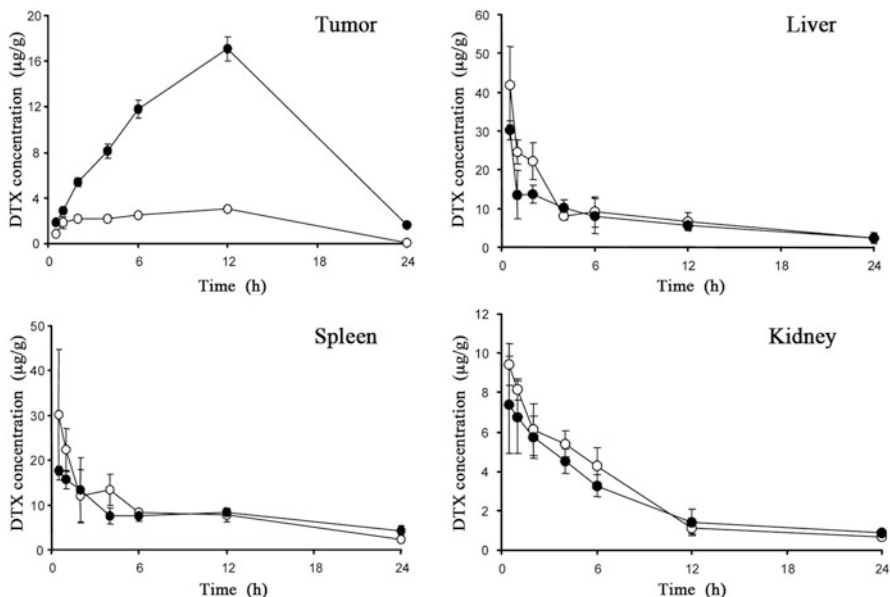 Tumor
DTX concentration (μg/g)
20
16
12
8
4
0
0 6 12 18 24
Time (h)
Liver
DTX concentration (μg/g)
60
50
40
30
20
10
0
0 6 12 18 24
Time (h)
Spleen
DTX concentration (μg/g)
50
40
30
20
10
0
0 6 12 18 24
Time (h)
Kidney
DTX concentration (μg/g)
12
10
8
6
4
2
0
0 6 12 18 24
Time (h)